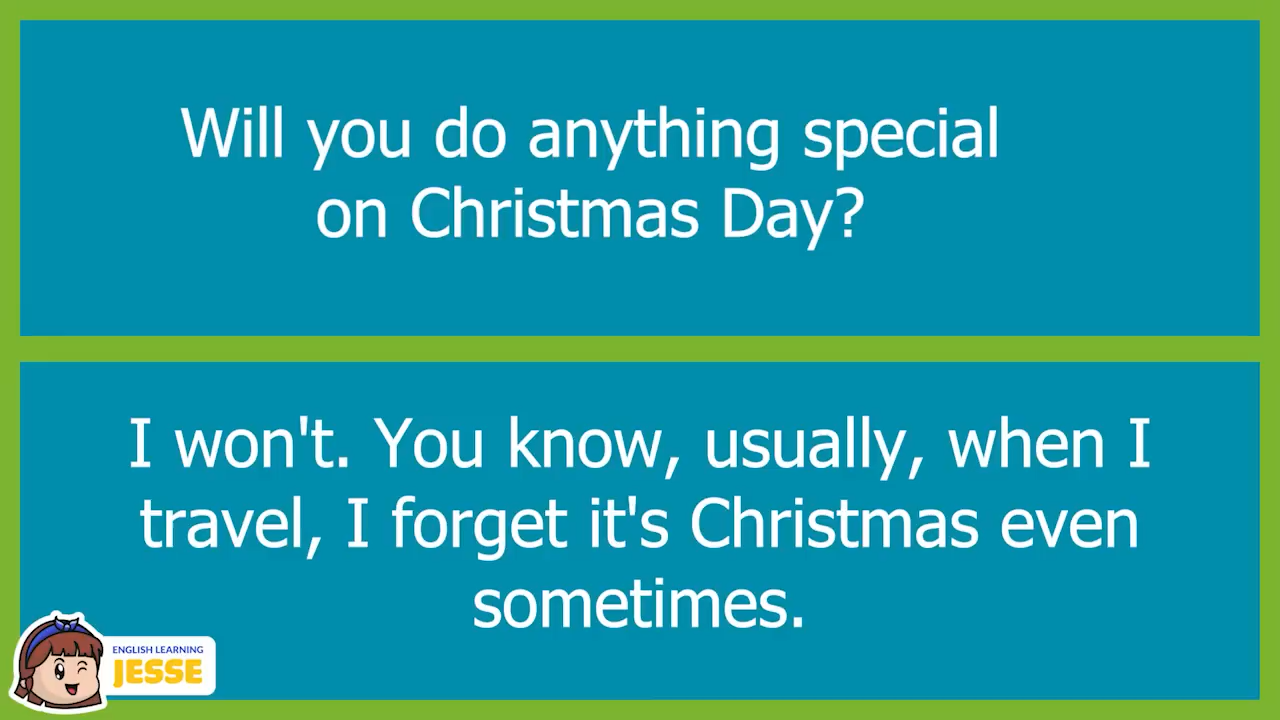 Will you do anything special
on Christmas Day?
I won't. You know, usually, when I
travel, I forget it's Christmas even
sometimes.
ENGLISH LEARNING
JESSE